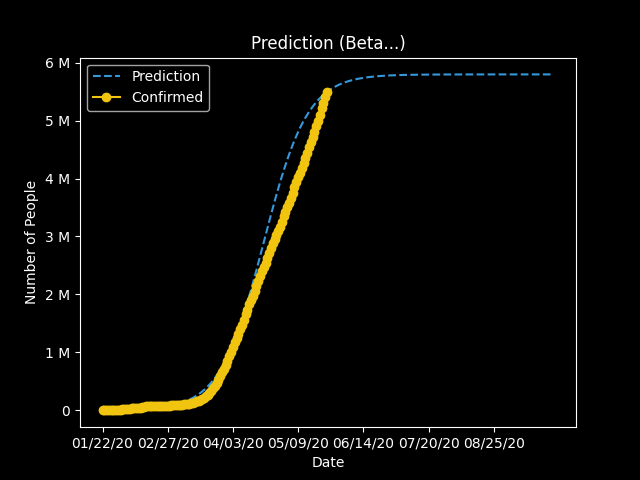 Prediction (Beta...)
6 M
5 M
4 M
3 M
2 M
1 M
0
Number of People
Prediction
Confirmed
01/22/20 02/27/20 04/03/20 05/09/20 06/14/20 07/20/20 08/25/20
Date